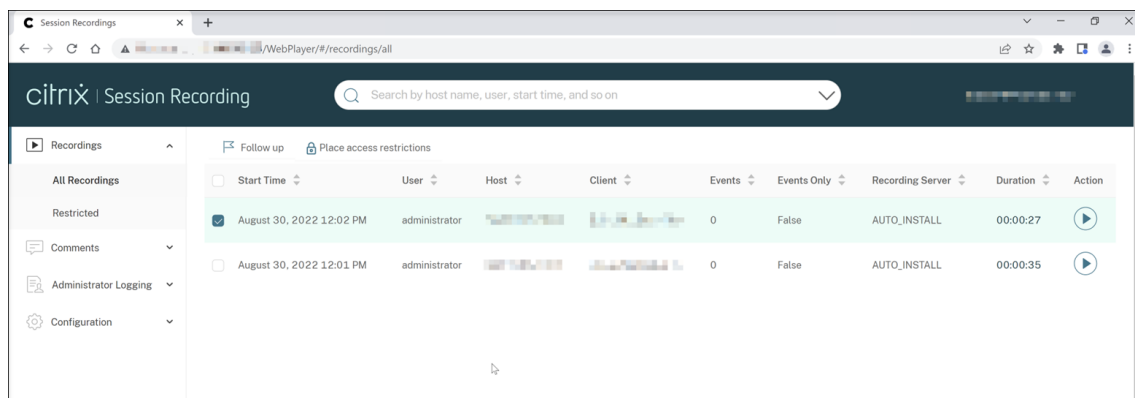 Session Recordings
/WebPlayer/#/recordings/all
citrix | Session Recording
Search by host name, user, start time, and so on
Recordings
Follow up Place access restrictions
All Recordings
Start Time User Host Client Events Events Only Recording Server Duration Action
Restricted
August 30, 2022 12:02 PM administrator 0 False AUTO_INSTALL 00:00:27
Comments
August 30, 2022 12:01 PM administrator 0 False AUTO_INSTALL 00:00:35
Administrator Logging
Configuration